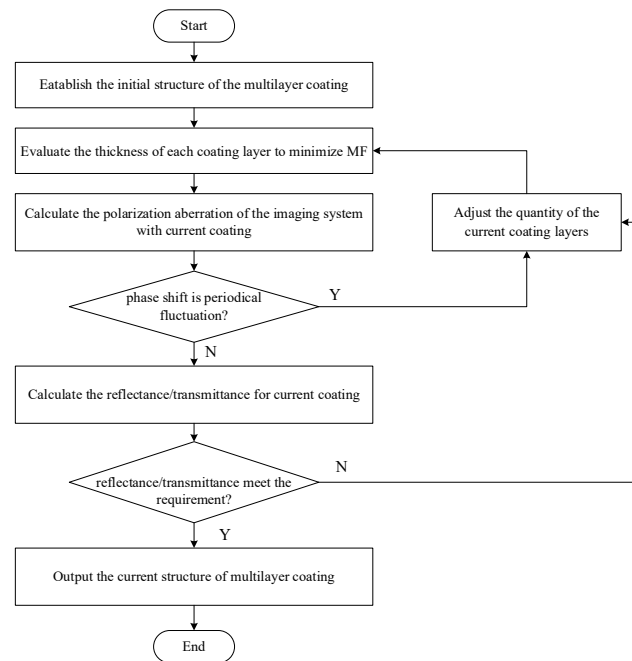 Start
Eatablish the initial structure of the multilayer coating
Evaluate the thickness of each coating layer to minimize MF
Calculate the polarization aberration of the imaging system
with current coating
Adjust the quantity of the
current coating layers
phase shift is periodical
fluctuation?
Y
N
Calculate the reflectance/transmittance for current coating
reflectance/transmittance meet the
requirement?
N
Y
Output the current structure of multilayer coating
End